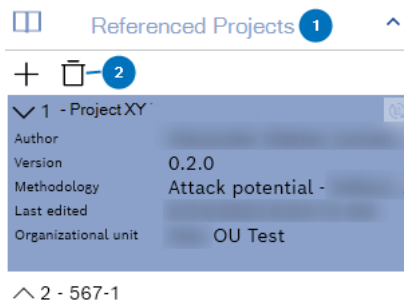 Referenced Projects 1
2
1 - Project XY
Author
Version 0.2.0
Methodology Attack potential -
Last edited
Organizational unit OU Test
2 - 567-1